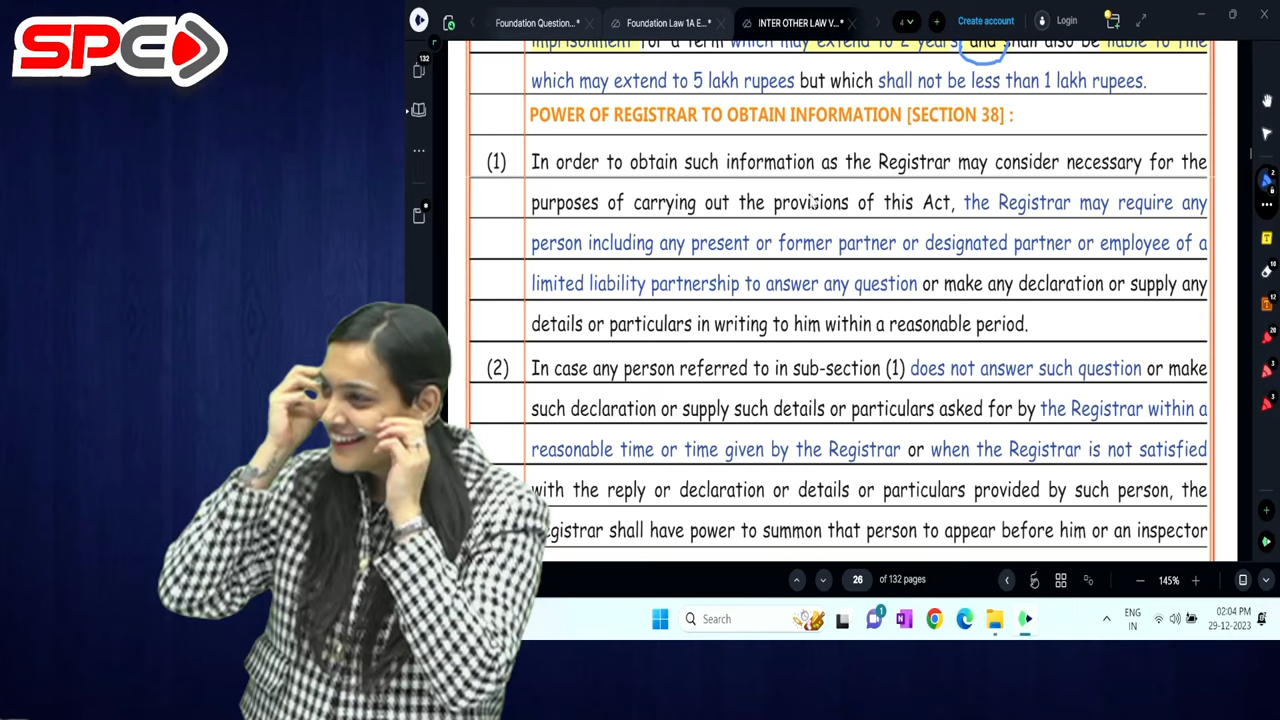 SPC
Foundation Question...*
Foundation Law 1A E...*
INTER OTHER LAW V...*
4
Create account
Login
132
imprisonment for a term which may extend to 2 years and shall also be liable to fine
which may extend to 5 lakh rupees but which shall not be less than 1 lakh rupees.
POWER OF REGISTRAR TO OBTAIN INFORMATION [SECTION 38] :
(1) In order to obtain such information as the Registrar may consider necessary for the
purposes of carrying out the provisions of this Act, the Registrar may require any
person including any present or former partner or designated partner or employee of a
limited liability partnership to answer any question or make any declaration or supply any
details or particulars in writing to him within a reasonable period.
(2) In case any person referred to in sub-section (1) does not answer such question or make
such declaration or supply such details or particulars asked for by the Registrar within a
reasonable time or time given by the Registrar or when the Registrar is not satisfied
with the reply or declaration or details or particulars provided by such person, the
egistrar shall have power to summon that person to appear before him or an inspector
26 of 132 pages
145%
Search
ENG
IN
02:04 PM
29-12-2023